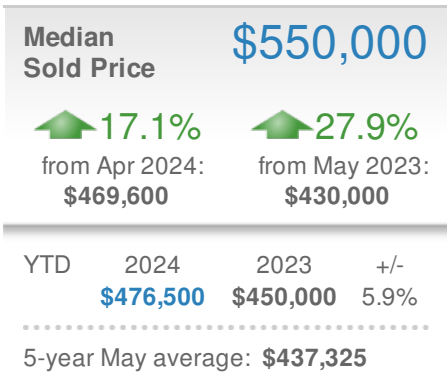 Median
Sold Price
$550,000
17.1% 27.9%
from Apr 2024: from May 2023:
$469,600 $430,000
YTD 2024 2023 +/-
$476,500 $450,000 5.9%
5-year May average: $437,325